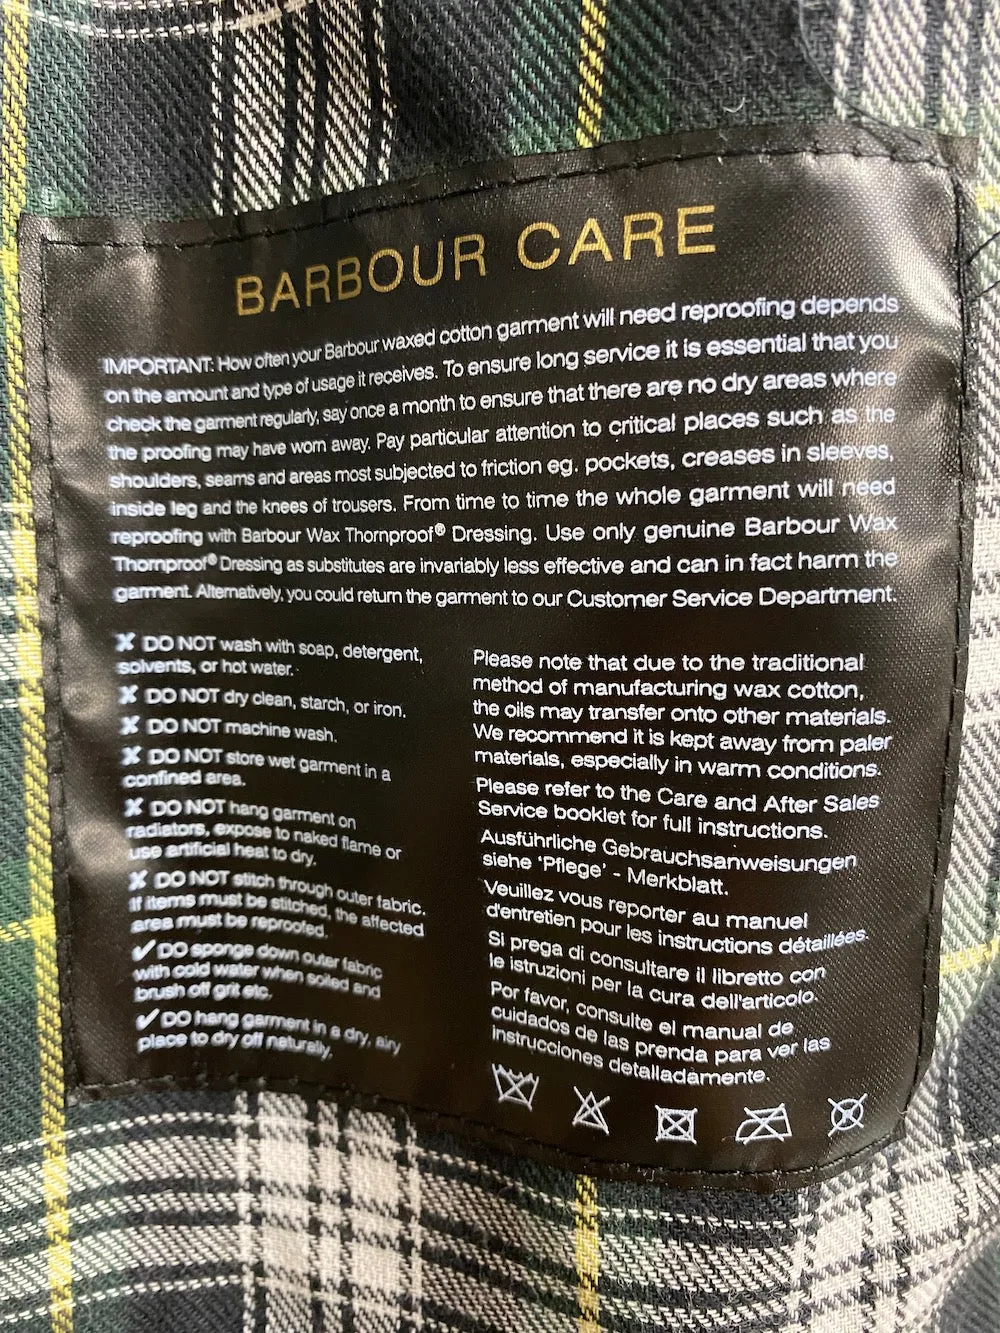 BARBOUR CARE
IMPORTANT: How often your Barbour waxed cotton garment will need reproofing depends
on the amount and type of usage it receives. To ensure long service it is essential that you
check the garment regularly, say once a month to ensure that there are no dry areas where
the proofing may have worn away. Pay particular attention to critical places such as the
shoulders, seams and areas most subjected to friction eg. pockets, creases in sleeves,
inside leg and the knees of trousers. From time to time the whole garment will need
reproofing with Barbour Wax Thornproof® Dressing. Use only genuine Barbour Wax
Thornproof® Dressing as substitutes are invariably less effective and can in fact harm the
garment. Alternatively, you could return the garment to our Customer Service Department.
✘ DO NOT wash with soap, detergent,
solvents, or hot water.
✘ DO NOT dry clean, starch, or iron.
✘ DO NOT machine wash.
✘ DO NOT store wet garment in a
confined area.
✘ DO NOT hang garment on
radiators, expose to naked flame or
use artificial heat to dry.
✘ DO NOT stitch through outer fabric.
If items must be stitched, the affected
area must be reproofed.
✔ DO sponge down outer fabric
with cold water when soiled and
brush off grit etc.
✔ DO hang garment in a dry, airy
place to dry off naturally.
Please note that due to the traditional
method of manufacturing wax cotton,
the oils may transfer onto other materials.
We recommend it is kept away from paler
materials, especially in warm conditions.
Please refer to the Care and After Sales
Service booklet for full instructions.
Ausführliche Gebrauchsanweisungen
siehe 'Pflege' - Merkblatt.
Veuillez vous reporter au manuel
d'entretien pour les instructions détaillées.
Si prega di consultare il libretto con
le istruzioni per la cura dell'articolo.
Por favor, consulte el manual de
cuidados de las prenda para ver las
instrucciones detalladamente.